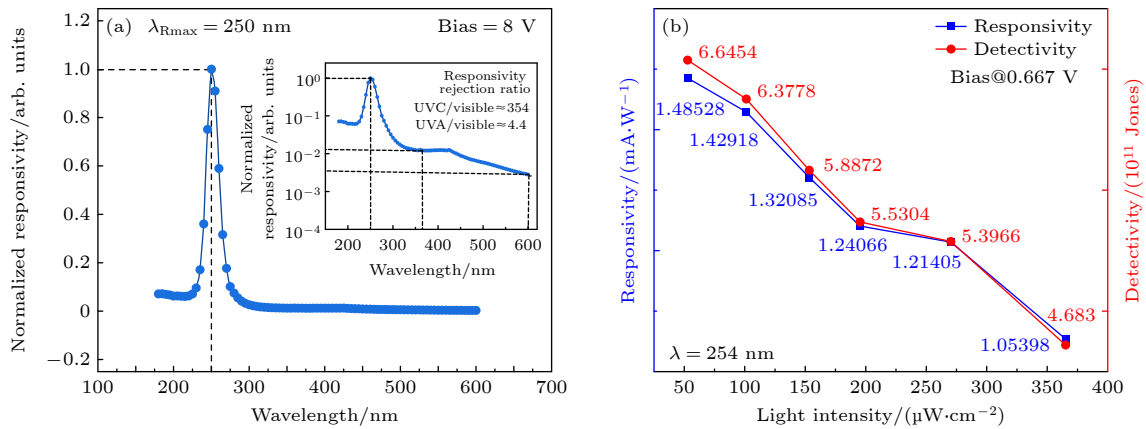 (a)
λRmax = 250 nm
Bias = 8 V
Normalized responsivity/arb. units
1.2
1.0
0.8
0.6
0.4
0.2
0
−0.2
100
200
300
400
500
600
700
Wavelength/nm
Responsivity
rejection ratio
UVC/visible≈354
UVA/visible≈4.4
Normalized
responsivity/arb. units
10⁰
10⁻¹
10⁻²
10⁻³
10⁻⁴
200
300
400
500
600
Wavelength/nm
(b)
Responsivity
Detectivity
Bias@0.667 V
6.6454
6.3778
5.8872
5.5304
5.3966
4.683
1.48528
1.42918
1.32085
1.24066
1.21405
1.05398
λ = 254 nm
Responsivity/(mA·W⁻¹)
Detectivity/(10¹¹ Jones)
50
100
150
200
250
300
350
400
Light intensity/(µW·cm⁻²)